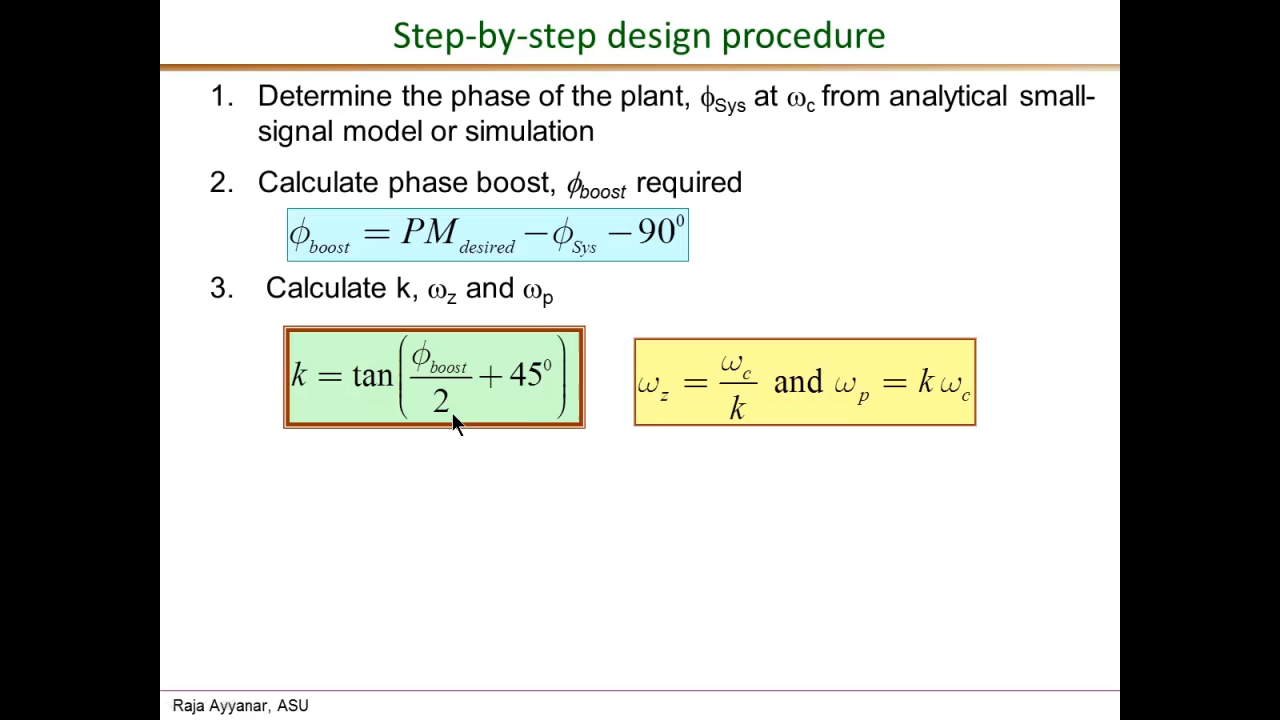 Step-by-step design procedure
1. Determine the phase of the plant, ϕSys at ωc from analytical small-
signal model or simulation
2. Calculate phase boost, ϕboost required
ϕboost = PMdesired − ϕSys − 90⁰
3. Calculate k, ωz and ωp
k = tan(ϕboost/2 + 45⁰)
ωz = ωc/k and ωp = k ωc
Raja Ayyanar, ASU